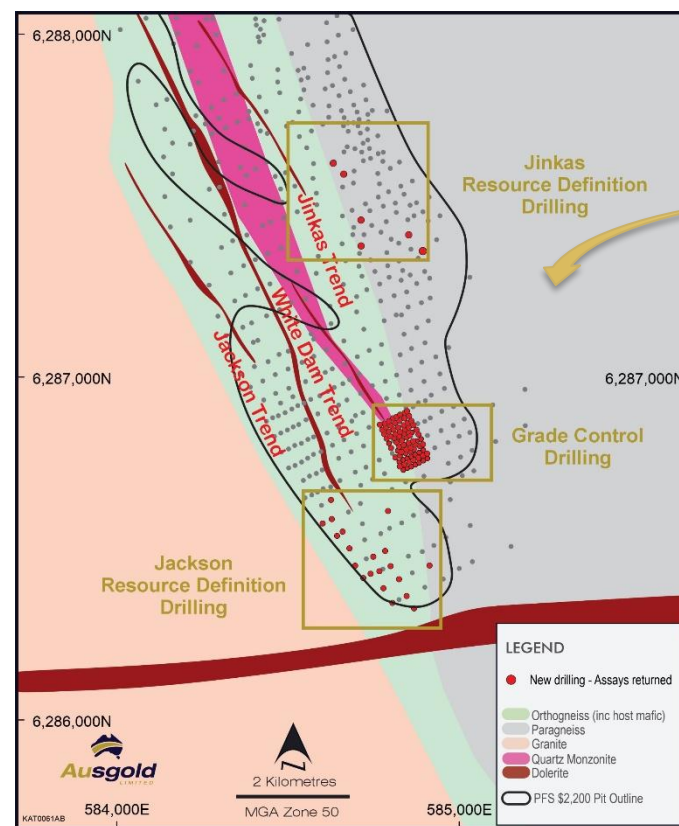 6,288,000N
Jinkas
Resource Definition
Drilling
Jinkas Trend
White Dam Trend
Jackson Trend
6,287,000N
6,287,000N
Grade Control
Drilling
Jackson
Resource Definition
Drilling
LEGEND
New drilling - Assays returned
Orthogneiss (inc host mafic)
Paragneiss
Granite
Quartz Monzonite
Dolerite
PFS $2,200 Pit Outline
6,286,000N
Ausgold
LIMITED
2 Kilometres
MGA Zone 50
584,000E
585,000E
KAT0061AB